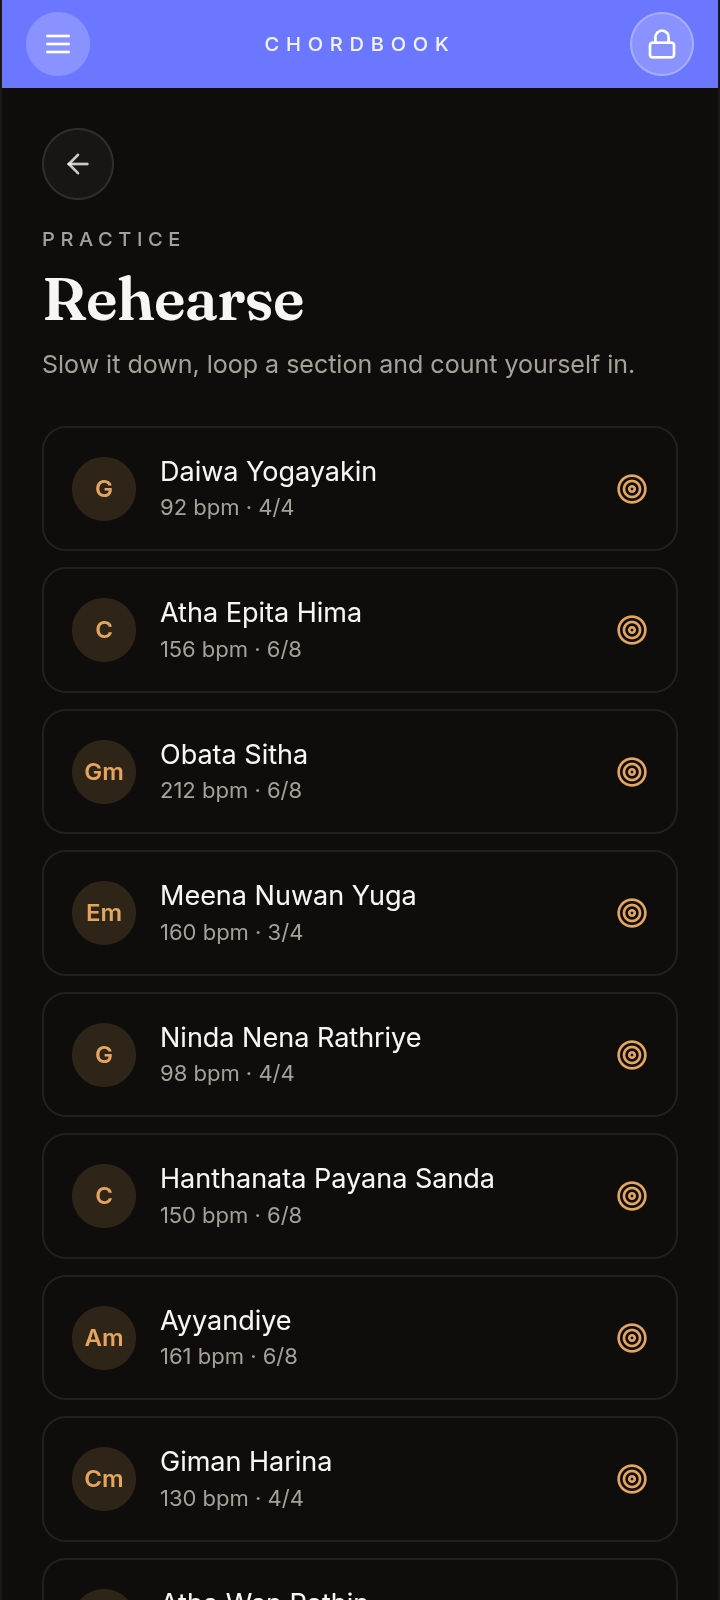 CHORDBOOK
PRACTICE
Rehearse
Slow it down, loop a section and count yourself in.
G
Daiwa Yogayakin
92 bpm · 4/4
C
Atha Epita Hima
156 bpm · 6/8
Gm
Obata Sitha
212 bpm · 6/8
Em
Meena Nuwan Yuga
160 bpm · 3/4
G
Ninda Nena Rathriye
98 bpm · 4/4
C
Hanthanata Payana Sanda
150 bpm · 6/8
Am
Ayyandiye
161 bpm · 6/8
Cm
Giman Harina
130 bpm · 4/4